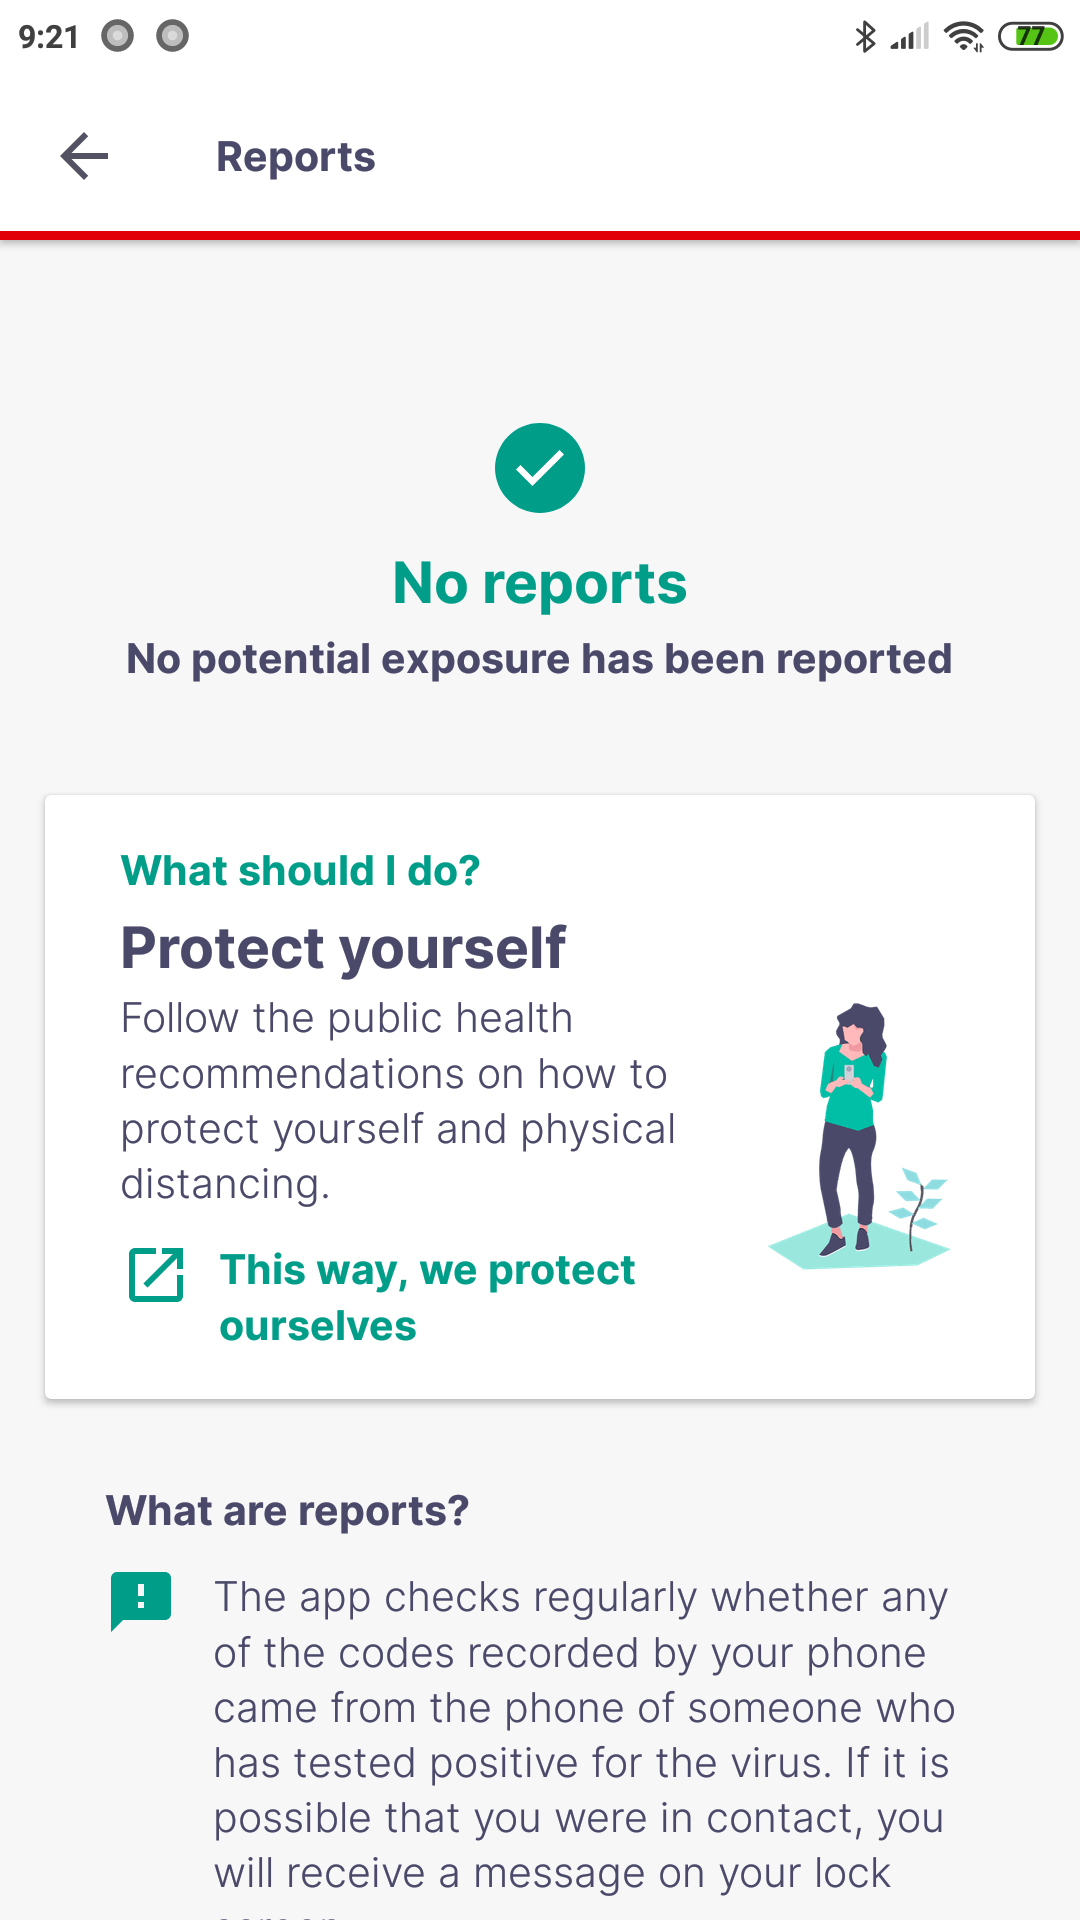 9:21
77
Reports
No reports
No potential exposure has been reported
What should I do?
Protect yourself
Follow the public health
recommendations on how to
protect yourself and physical
distancing.
This way, we protect
ourselves
What are reports?
The app checks regularly whether any
of the codes recorded by your phone
came from the phone of someone who
has tested positive for the virus. If it is
possible that you were in contact, you
will receive a message on your lock